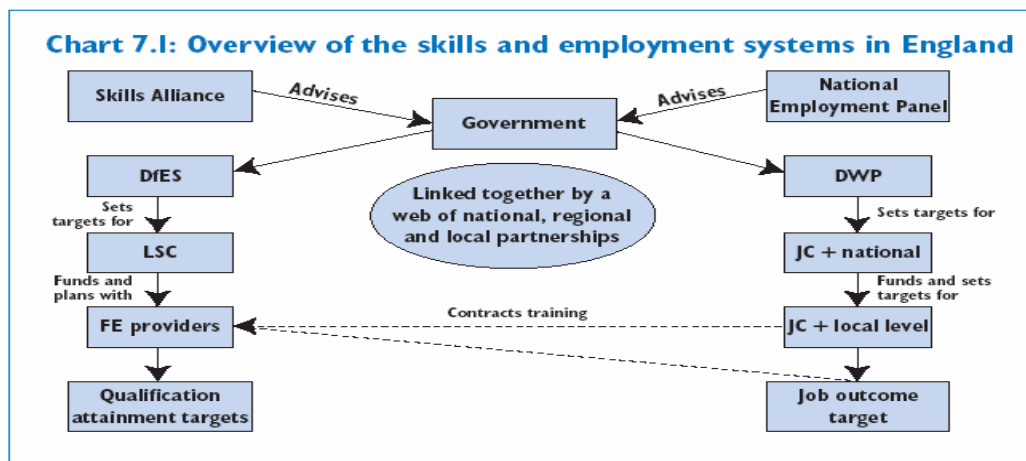 Chart 7.1: Overview of the skills and employment systems in England
Skills Alliance
Advises
Government
Advises
National
Employment Panel
DfES
Linked together by a
web of national, regional
and local partnerships
DWP
Sets
targets for
Sets targets for
LSC
JC + national
Funds and
plans with
Funds and sets
targets for
FE providers
Contracts training
JC + local level
Qualification
attainment targets
Job outcome
target